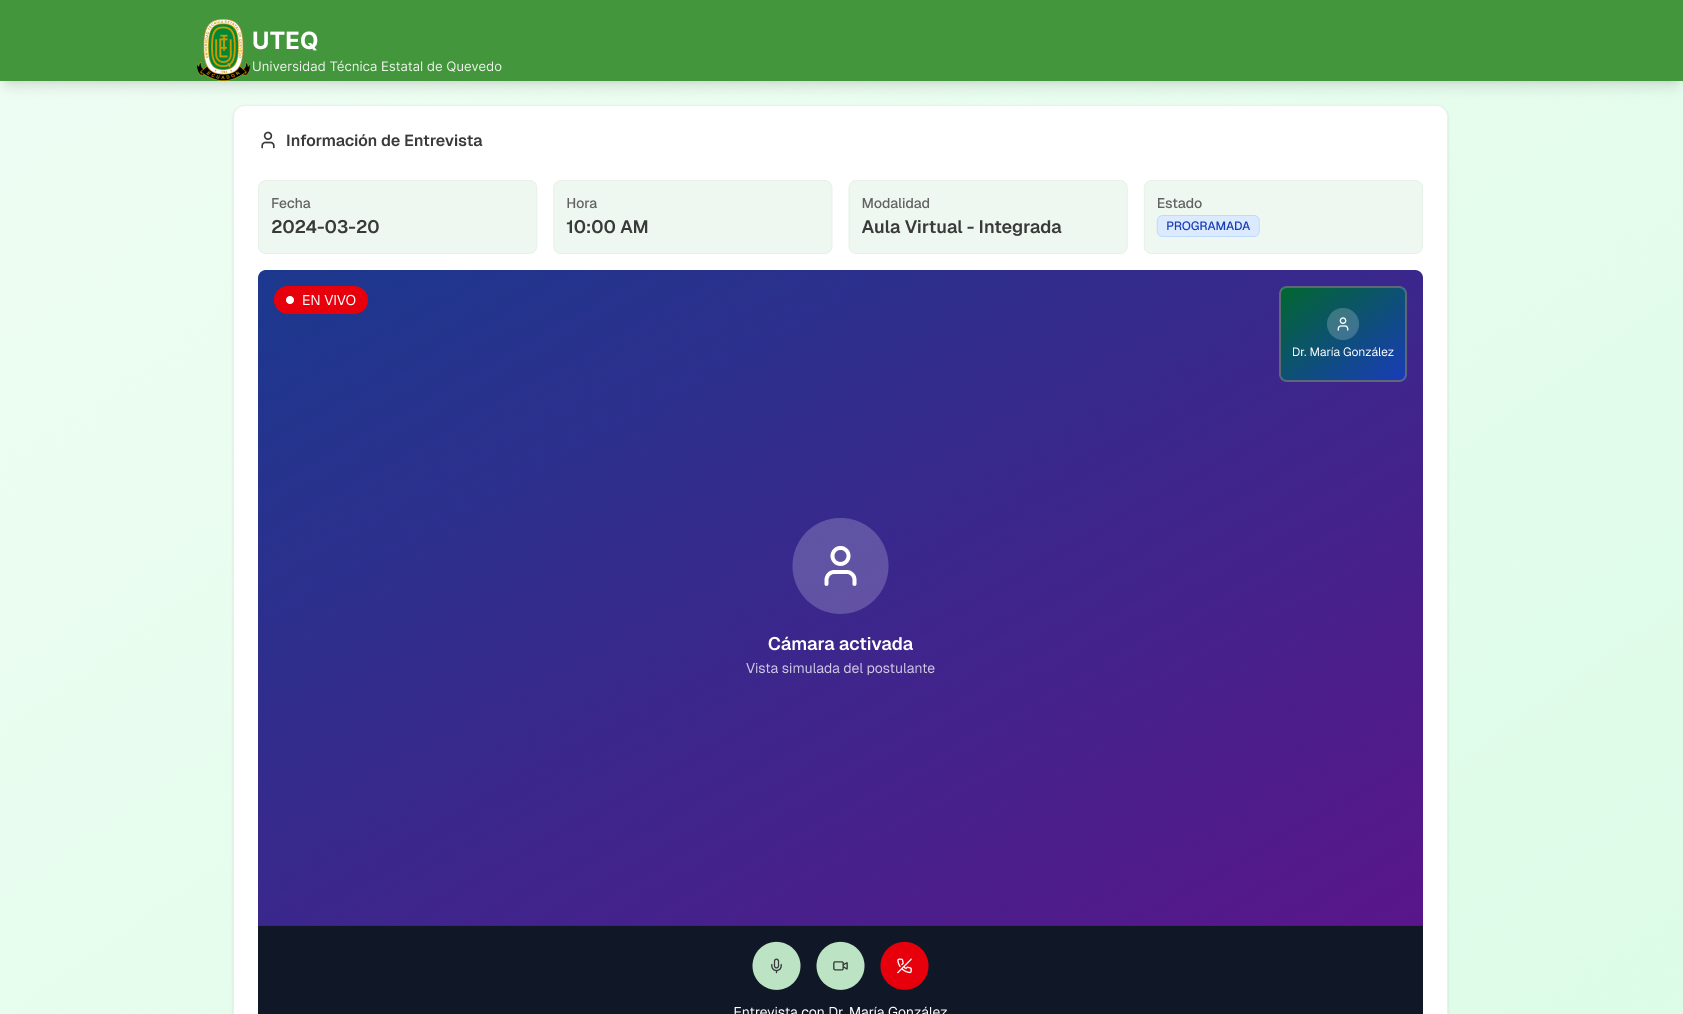 UTEQ
Universidad Técnica Estatal de Quevedo
Información de Entrevista
Fecha
2024-03-20
Hora
10:00 AM
Modalidad
Aula Virtual - Integrada
Estado
PROGRAMADA
EN VIVO
Dr. María González
Cámara activada
Vista simulada del postulante
Entrevista con Dr. María González